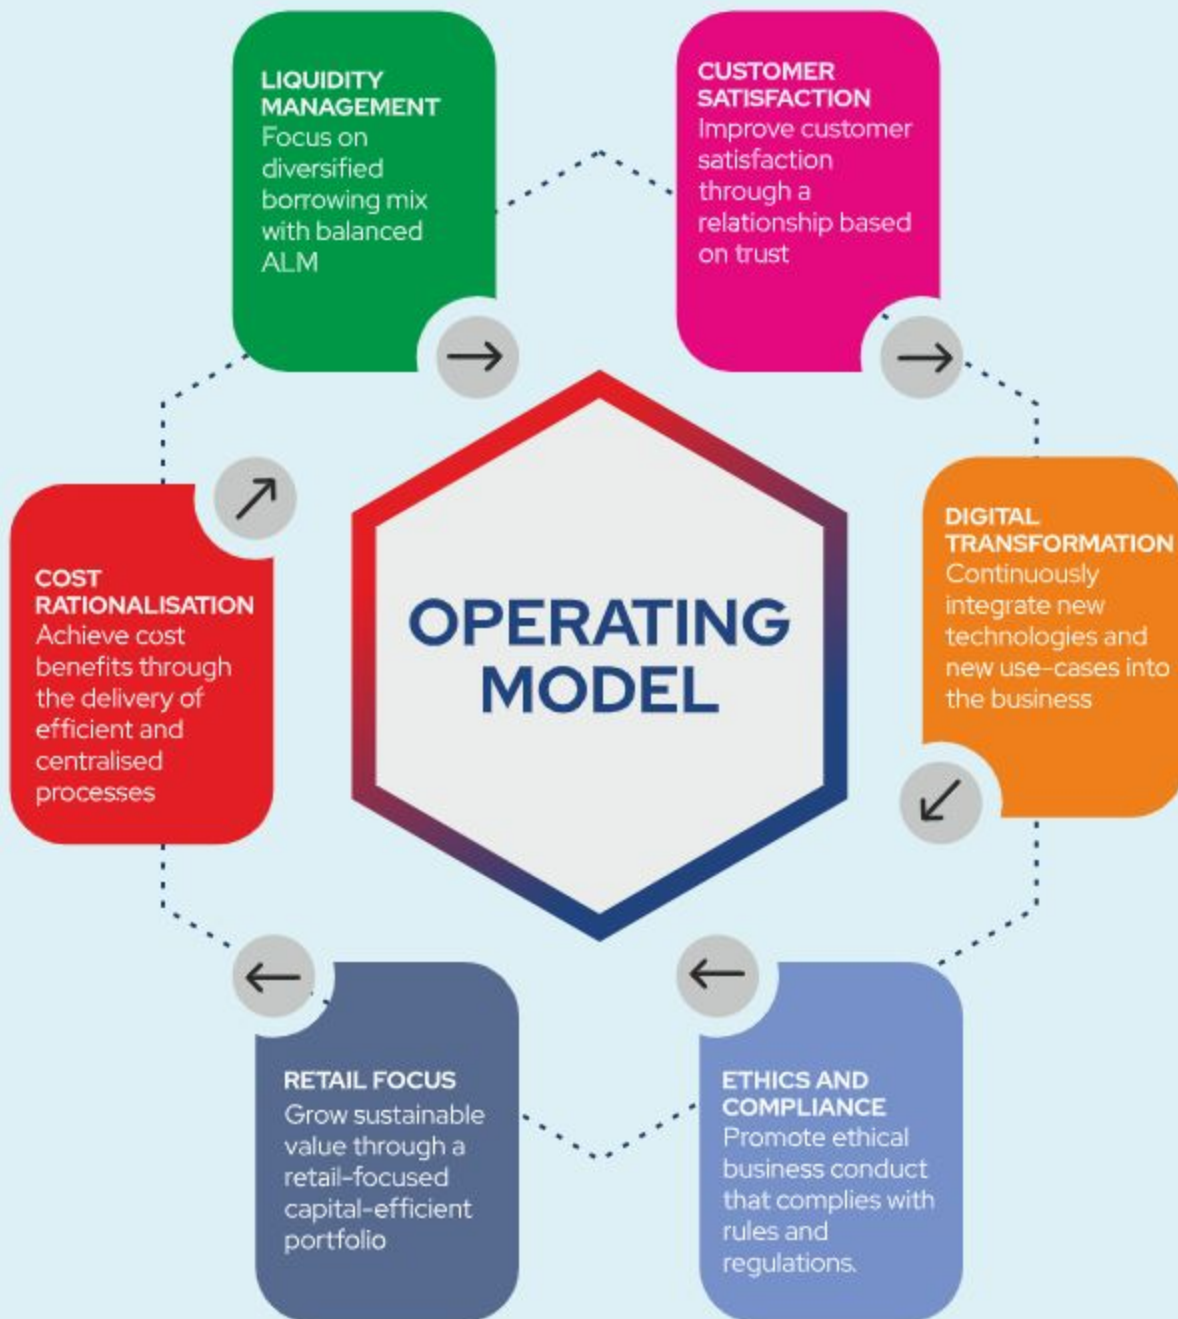 LIQUIDITY
MANAGEMENT
Focus on
diversified
borrowing mix
with balanced
ALM
CUSTOMER
SATISFACTION
Improve customer
satisfaction
through a
relationship based
on trust
DIGITAL
TRANSFORMATION
Continuously
integrate new
technologies and
new use-cases into
the business
COST
RATIONALISATION
Achieve cost
benefits through
the delivery of
efficient and
centralised
processes
OPERATING
MODEL
RETAIL FOCUS
Grow sustainable
value through a
retail-focused
capital-efficient
portfolio
ETHICS AND
COMPLIANCE
Promote ethical
business conduct
that complies with
rules and
regulations.